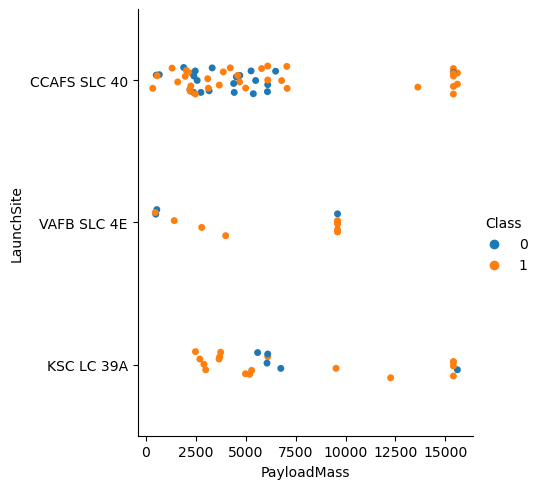 CCAFS SLC 40
VAFB SLC 4E
KSC LC 39A
LaunchSite
Class
0
1
0 2500 5000 7500 10000 12500 15000
PayloadMass